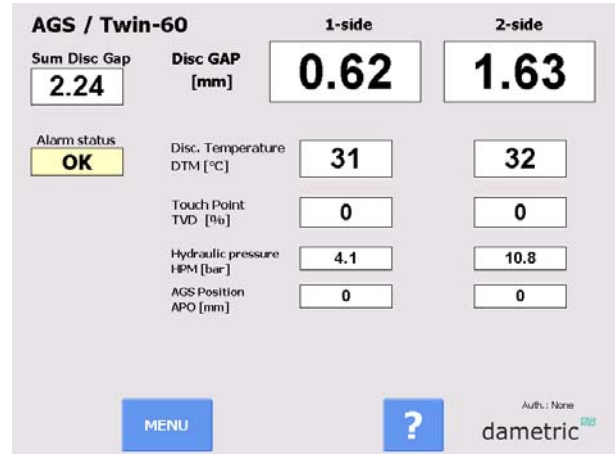 AGS / Twin-60 1-side 2-side
Sum Disc Gap Disc GAP
2.24 [mm] 0.62 1.63
Alarm status
OK
Disc. Temperature
DTM [°C] 31 32
Touch Point
TVD [%] 0 0
Hydraulic pressure
HPM [bar] 4.1 10.8
AGS Position
APO [mm] 0 0
MENU ? Auth.: None
dametric